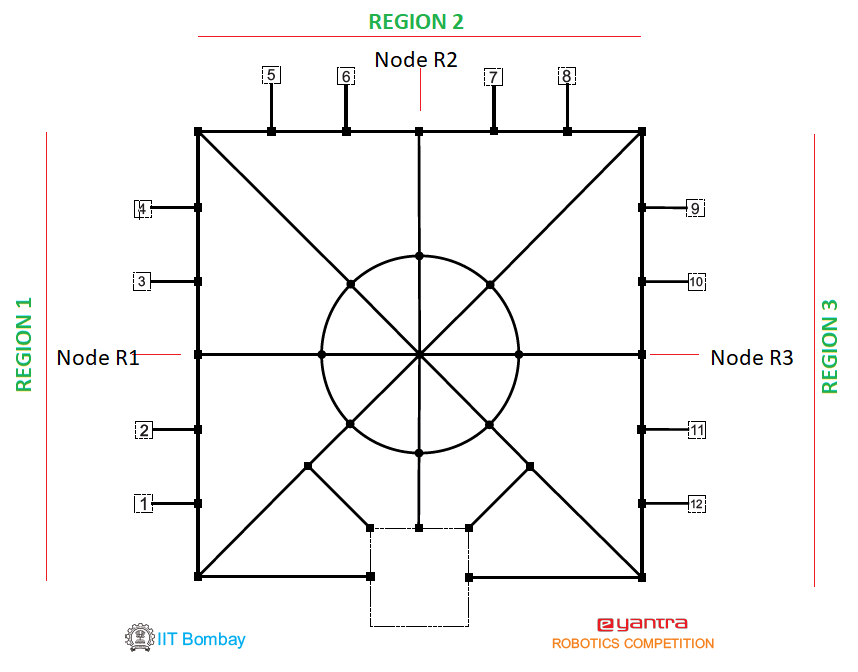 REGION 2
Node R2
5
6
7
8
4
9
3
10
REGION 1
Node R1
Node R3
REGION 3
2
11
1
12
IIT Bombay
eyantra
ROBOTICS COMPETITION